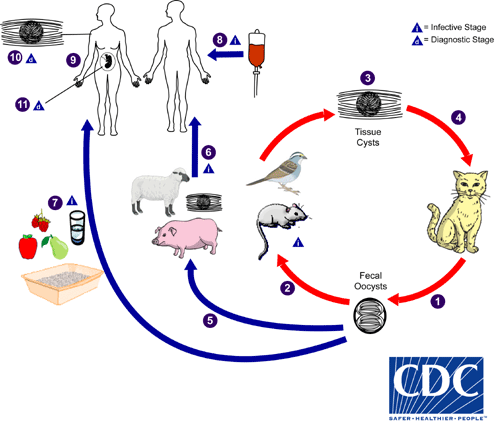 i = Infective Stage
d = Diagnostic Stage
8 i
10 d
9
11 d
3
Tissue
Cysts
4
6
i
7 i
i
2
Fecal
Oocysts
1
5
CDC
SAFER • HEALTHIER • PEOPLE™